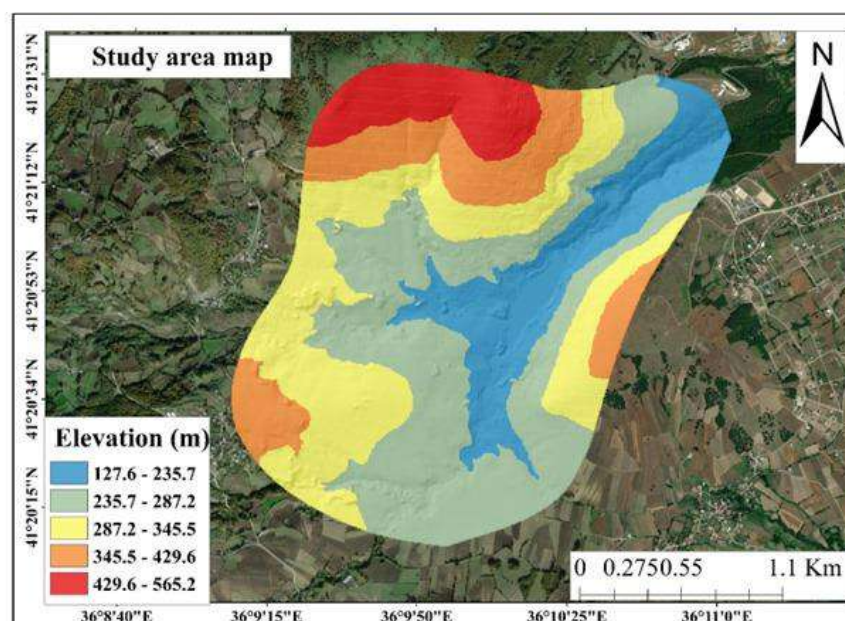 Study area map
N
41°21'31"N
41°21'12"N
41°20'53"N
41°20'34"N
41°20'15"N
Elevation (m)
127.6 - 235.7
235.7 - 287.2
287.2 - 345.5
345.5 - 429.6
429.6 - 565.2
0 0.2750.55 1.1 Km
36°8'40"E 36°9'15"E 36°9'50"E 36°10'25"E 36°11'0"E